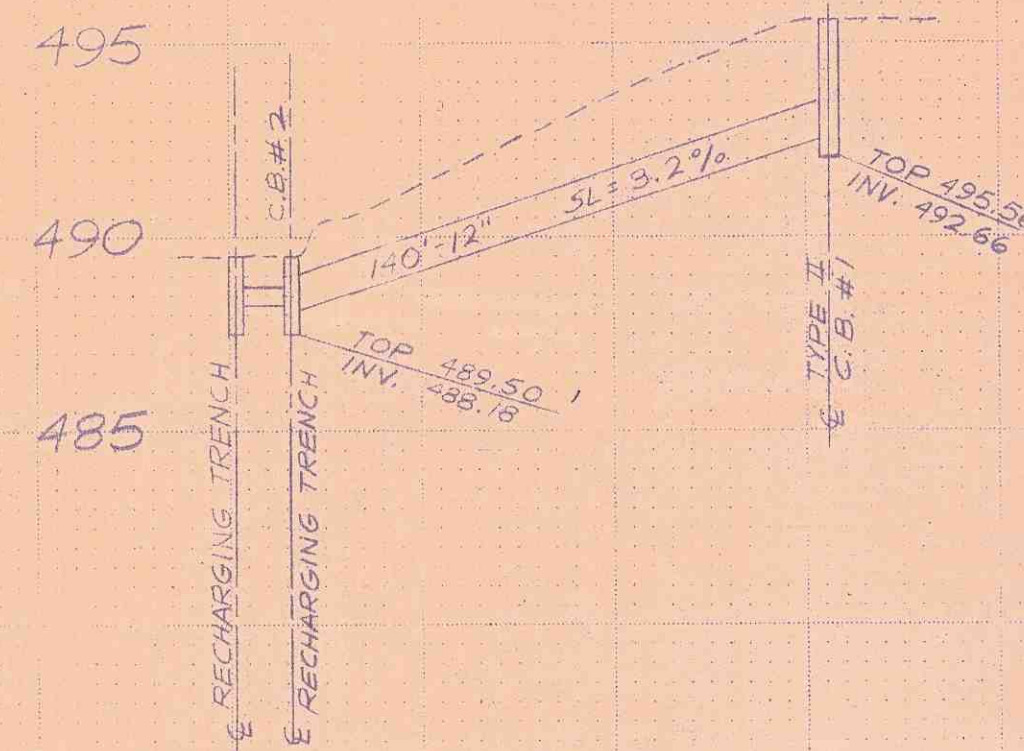 495
490
485
C.B.#2
140'-12" SL = 3.2%
TOP 495.50
INV. 492.66
TYPE II
C.B. #1
TOP 489.50
INV. 488.18
℄ RECHARGING TRENCH
℄ RECHARGING TRENCH
℄